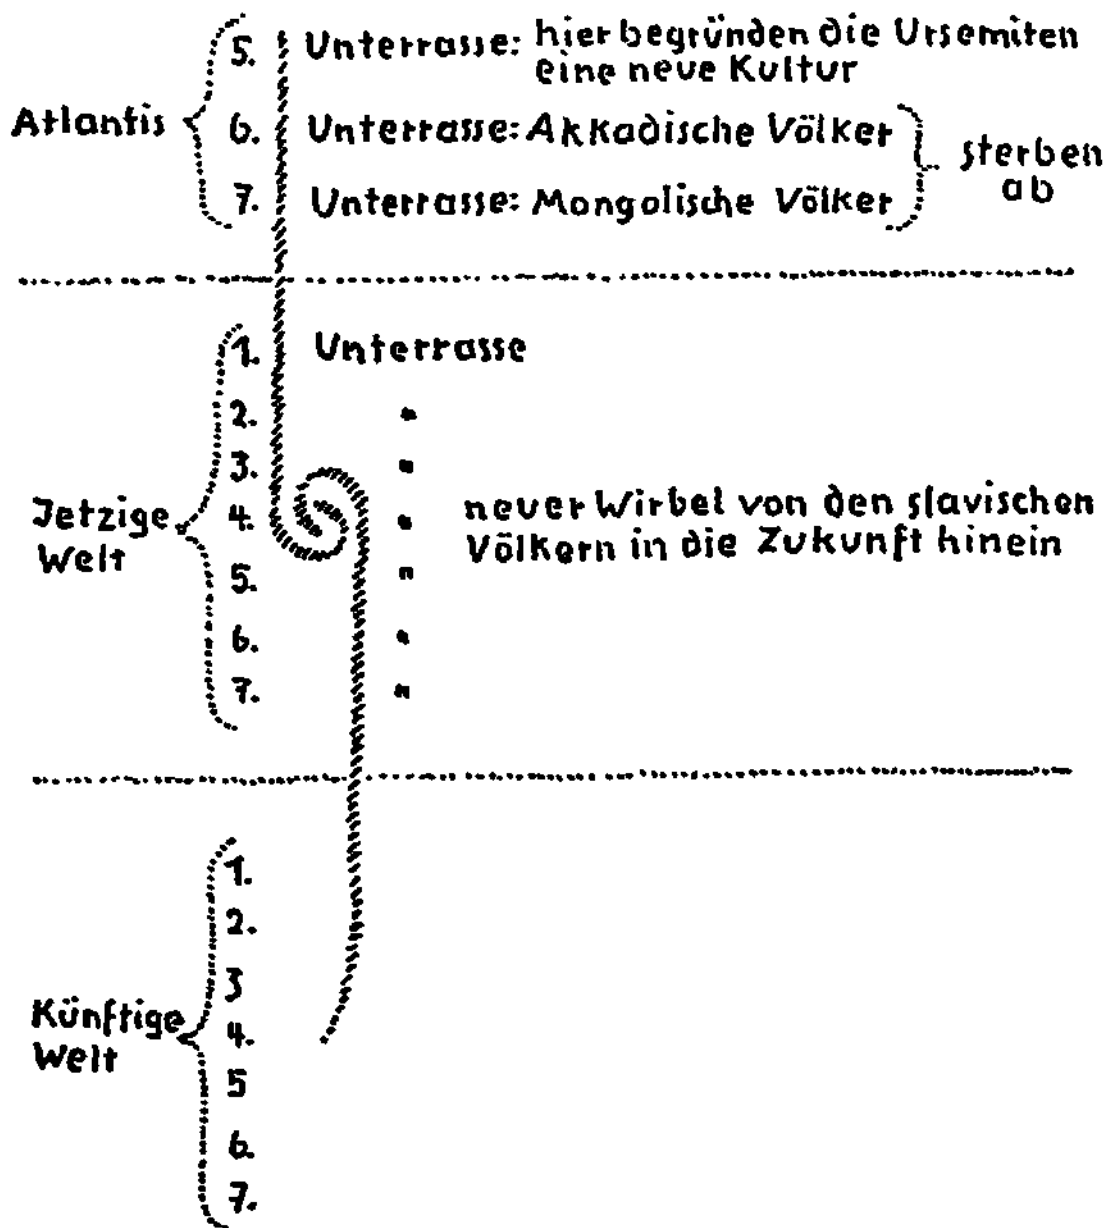 5. Unterrasse: hier begründen die Ursemiten
eine neue Kultur
Atlantis 6. Unterrasse: Akkadische Völker
sterben
ab
7. Unterrasse: Mongolische Völker
1. Unterrasse
2. "
3. "
Jetzige
Welt
4. " neuer Wirbel von den slavischen
Völkern in die Zukunft hinein
5. "
6. "
7. "
1.
2.
3
Künftige
Welt
4.
5
6.
7.